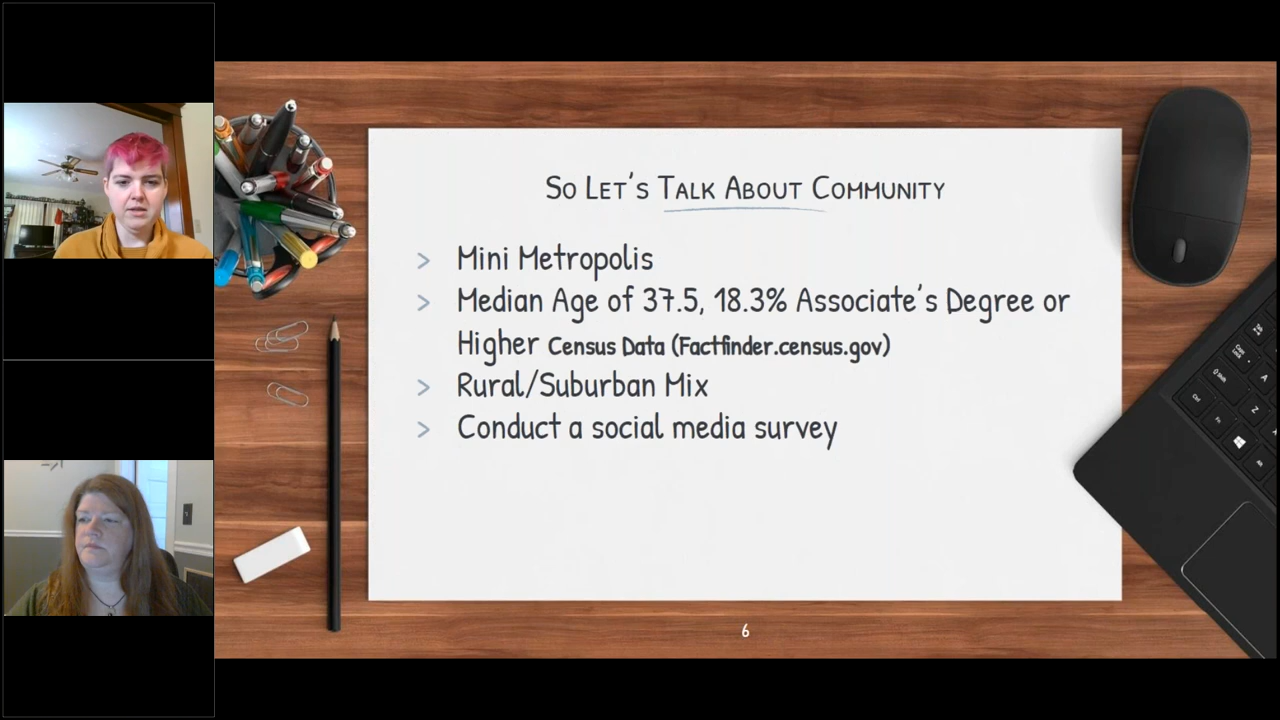 So Let's Talk About Community
> Mini Metropolis
> Median Age of 37.5, 18.3% Associate's Degree or
Higher Census Data (Factfinder.census.gov)
> Rural/Suburban Mix
> Conduct a social media survey
6